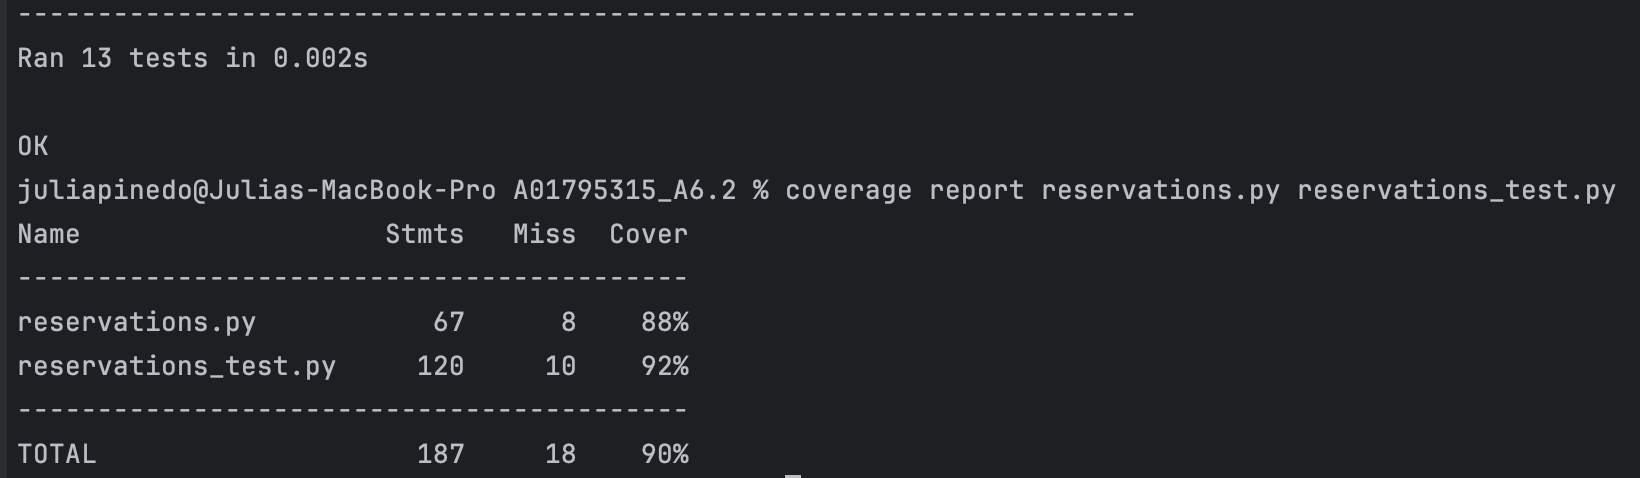 ----------------------------------------------------------------------
Ran 13 tests in 0.002s
OK
juliapinedo@Julias-MacBook-Pro A01795315_A6.2 % coverage report reservations.py reservations_test.py
Name                   Stmts   Miss  Cover
------------------------------------------
reservations.py           67      8    88%
reservations_test.py     120     10    92%
------------------------------------------
TOTAL                    187     18    90%